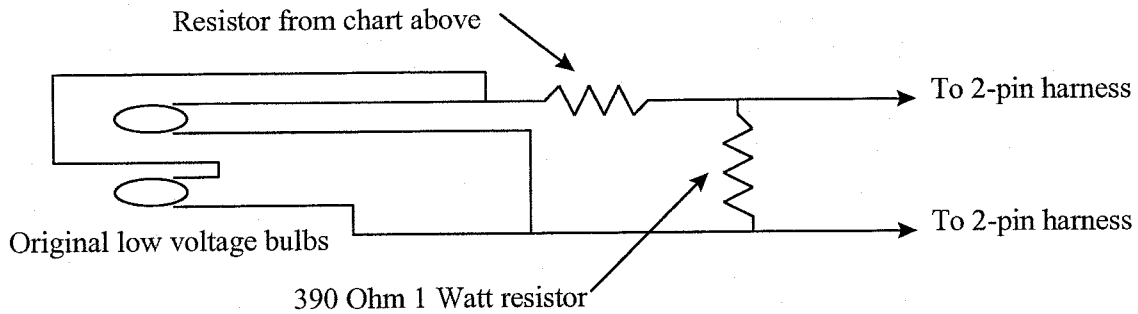 Resistor from chart above
To 2-pin harness
To 2-pin harness
Original low voltage bulbs
390 Ohm 1 Watt resistor